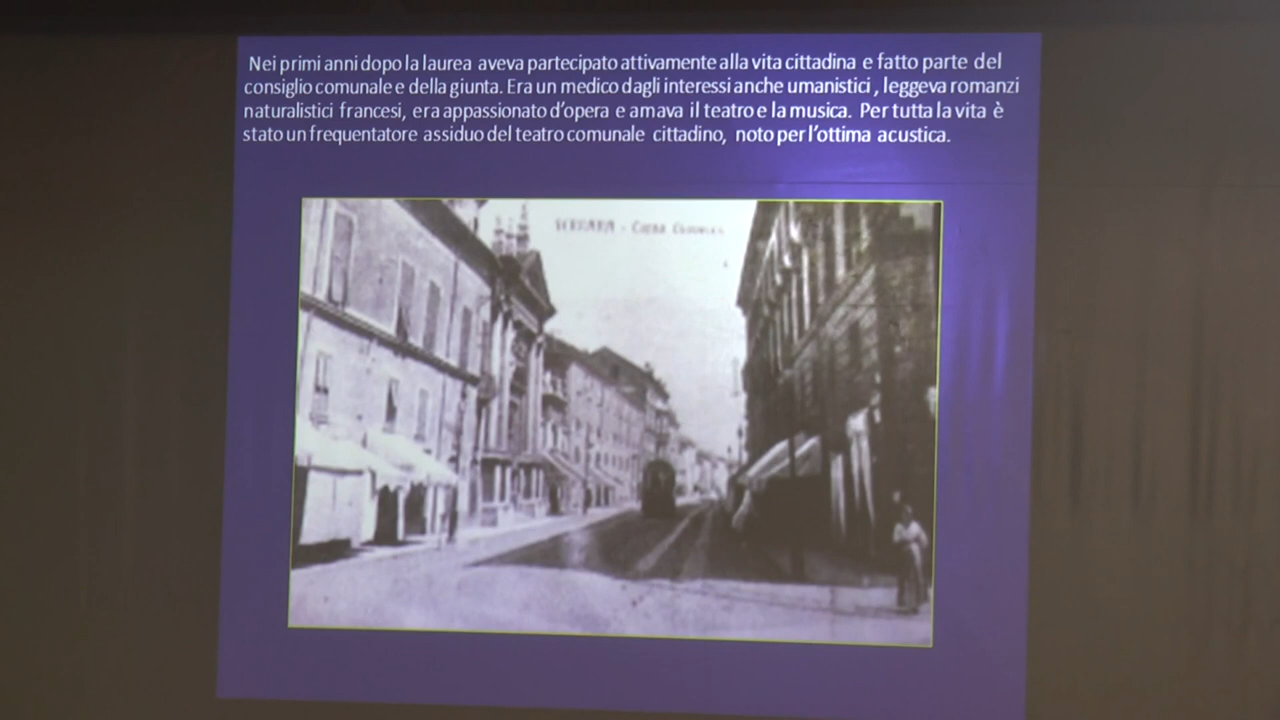 Nei primi anni dopo la laurea aveva partecipato attivamente alla vita cittadina e fatto parte del
consiglio comunale e della giunta. Era un medico dagli interessi anche umanistici , leggeva romanzi
naturalistici francesi, era appassionato d’opera e amava il teatro e la musica. Per tutta la vita è
stato un frequentatore assiduo del teatro comunale cittadino, noto per l’ottima acustica.
FERRARA - Corso